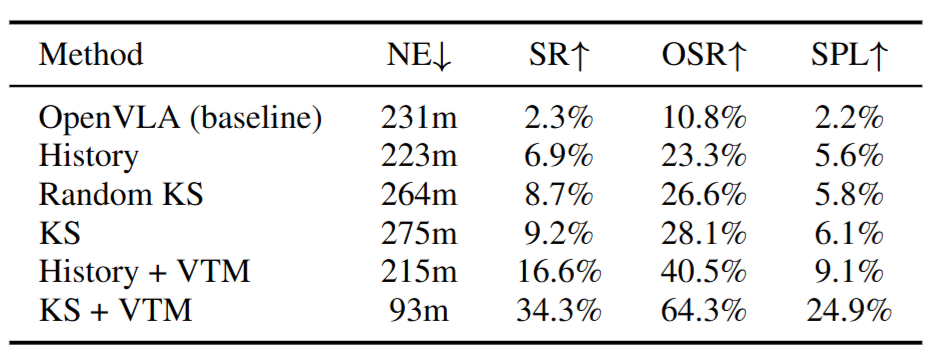 Method NE↓ SR↑ OSR↑ SPL↑
OpenVLA (baseline) 231m 2.3% 10.8% 2.2%
History 223m 6.9% 23.3% 5.6%
Random KS 264m 8.7% 26.6% 5.8%
KS 275m 9.2% 28.1% 6.1%
History + VTM 215m 16.6% 40.5% 9.1%
KS + VTM 93m 34.3% 64.3% 24.9%